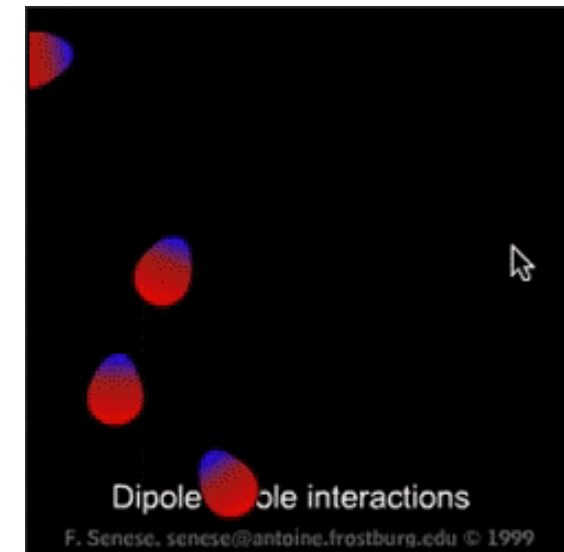 Dipole ole interactions
F. Senese, senese@antoine.frostburg.edu © 1999